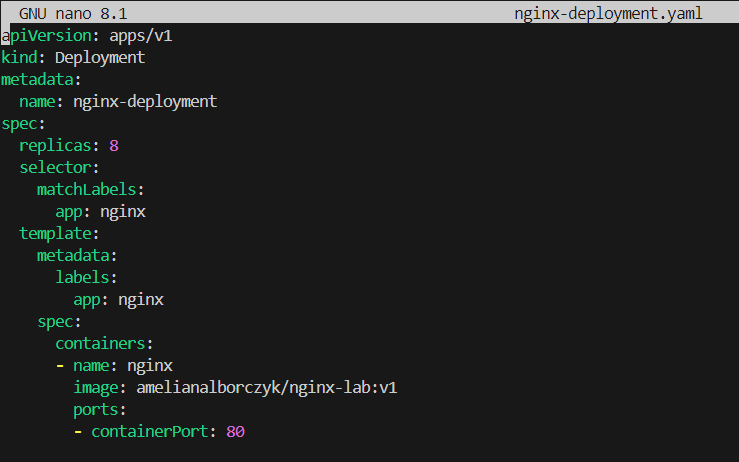 GNU nano 8.1 nginx-deployment.yaml
apiVersion: apps/v1
kind: Deployment
metadata:
  name: nginx-deployment
spec:
  replicas: 8
  selector:
    matchLabels:
      app: nginx
  template:
    metadata:
      labels:
        app: nginx
    spec:
      containers:
      - name: nginx
        image: amelianalborczyk/nginx-lab:v1
        ports:
        - containerPort: 80